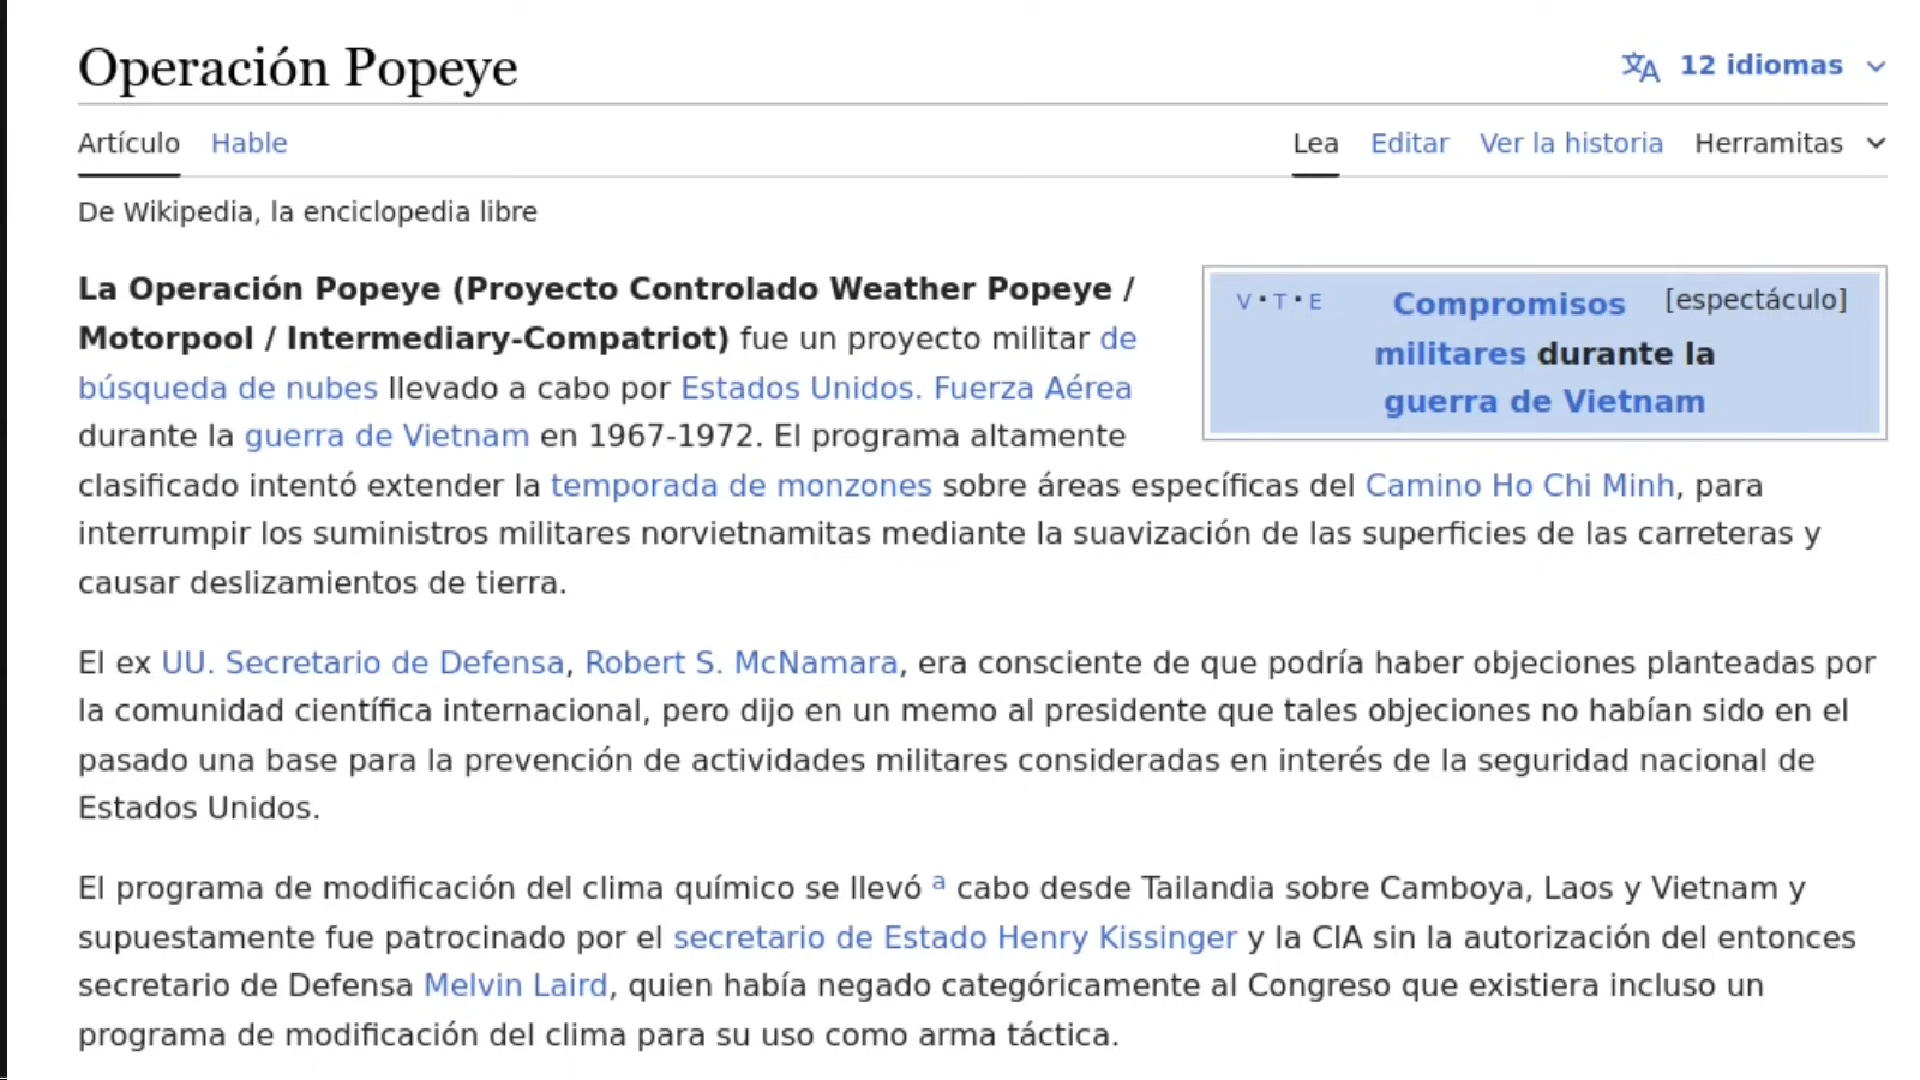 Operación Popeye
12 idiomas
Artículo Hable
Lea Editar Ver la historia Herramitas
De Wikipedia, la enciclopedia libre
La Operación Popeye (Proyecto Controlado Weather Popeye /
Motorpool / Intermediary-Compatriot) fue un proyecto militar de
búsqueda de nubes llevado a cabo por Estados Unidos. Fuerza Aérea
durante la guerra de Vietnam en 1967-1972. El programa altamente
clasificado intentó extender la temporada de monzones sobre áreas específicas del Camino Ho Chi Minh, para
interrumpir los suministros militares norvietnamitas mediante la suavización de las superficies de las carreteras y
causar deslizamientos de tierra.
V·T·E Compromisos [espectáculo]
militares durante la
guerra de Vietnam
El ex UU. Secretario de Defensa, Robert S. McNamara, era consciente de que podría haber objeciones planteadas por
la comunidad científica internacional, pero dijo en un memo al presidente que tales objeciones no habían sido en el
pasado una base para la prevención de actividades militares consideradas en interés de la seguridad nacional de
Estados Unidos.
El programa de modificación del clima químico se llevó a cabo desde Tailandia sobre Camboya, Laos y Vietnam y
supuestamente fue patrocinado por el secretario de Estado Henry Kissinger y la CIA sin la autorización del entonces
secretario de Defensa Melvin Laird, quien había negado categóricamente al Congreso que existiera incluso un
programa de modificación del clima para su uso como arma táctica.